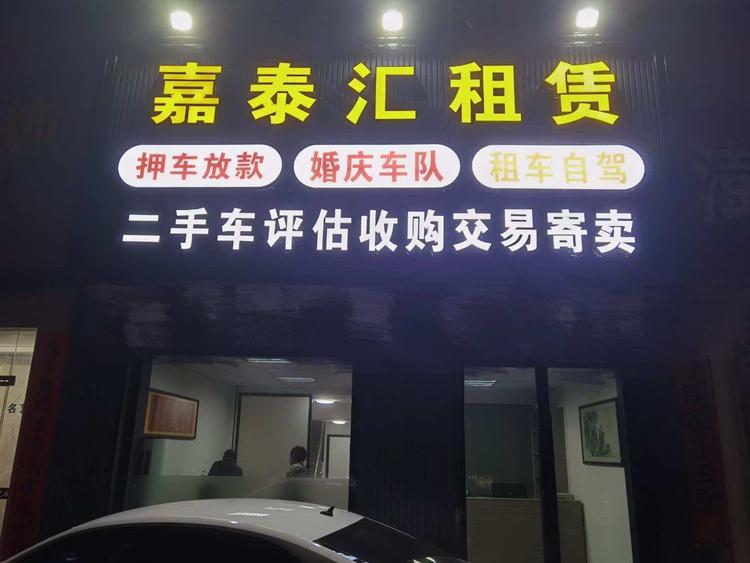 嘉泰汇租赁
押车放款 婚庆车队 租车自驾
二手车评估收购交易寄卖